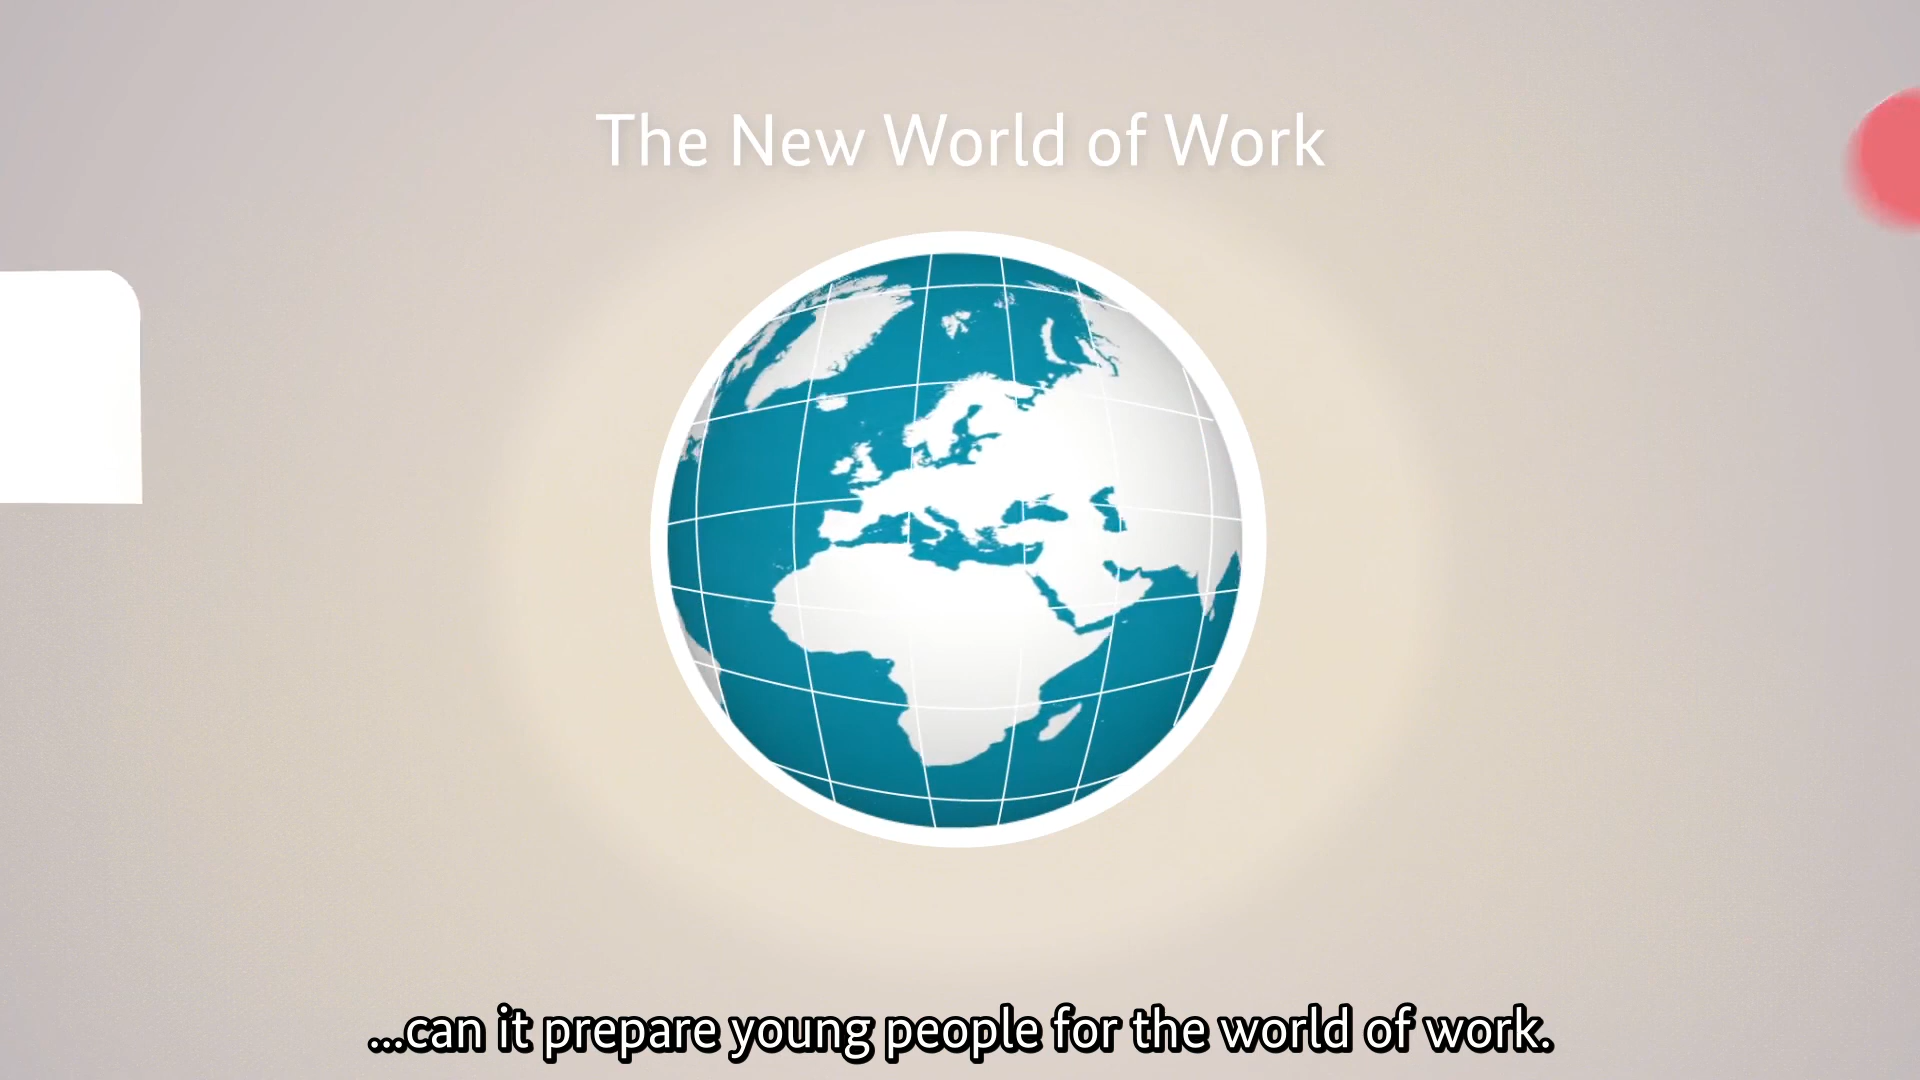 The New World of Work
...can it prepare young people for the world of work.